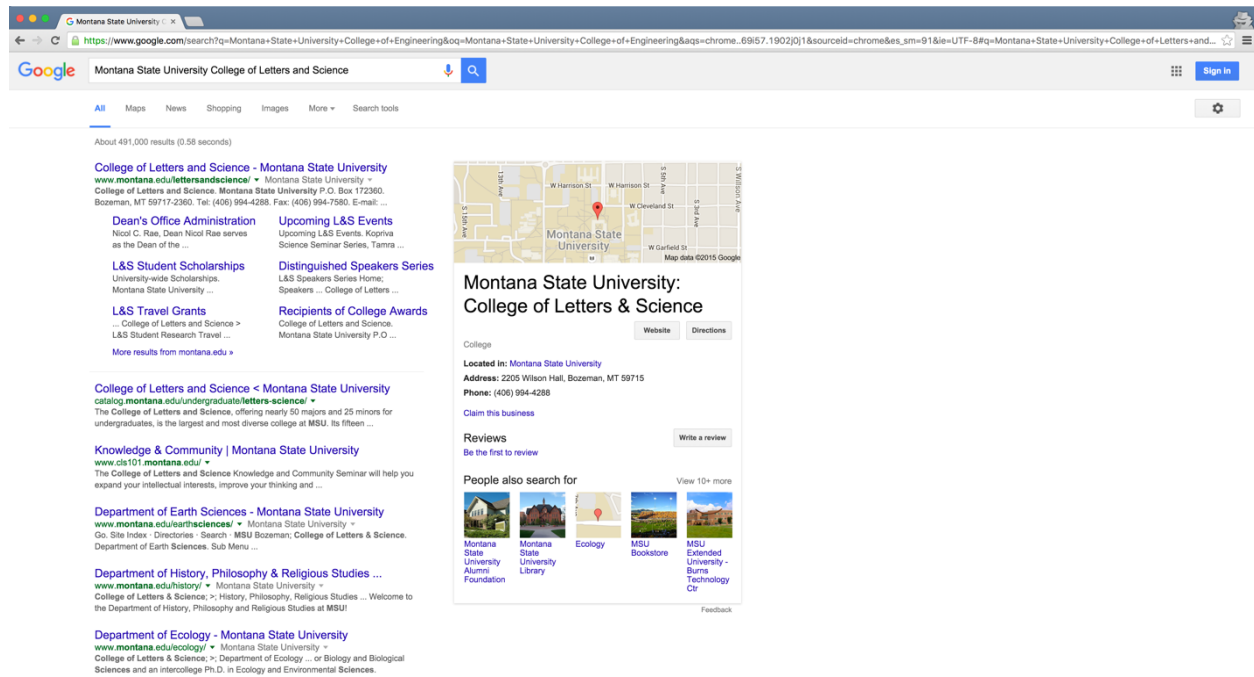 Montana State University C
https://www.google.com/search?q=Montana+State+University+College+of+Engineering&oq=Montana+State+University+College+of+Engineering&aqs=chrome..69i57.1902j0j1&sourceid=chrome&es_sm=91&ie=UTF-8#q=Montana+State+University+College+of+Letters+and...
Google
Montana State University College of Letters and Science
Sign in
All Maps News Shopping Images More Search tools
About 491,000 results (0.58 seconds)
College of Letters and Science - Montana State University
www.montana.edu/lettersandscience/ Montana State University
College of Letters and Science. Montana State University P.O. Box 172360.
Bozeman, MT 59717-2360. Tel: (406) 994-4288. Fax: (406) 994-7580. E-mail: ...
Dean's Office Administration
Nicol C. Rae, Dean Nicol Rae serves
as the Dean of the ...
Upcoming L&S Events
Upcoming L&S Events. Kopriva
Science Seminar Series, Tamra ...
L&S Student Scholarships
University-wide Scholarships.
Montana State University ...
Distinguished Speakers Series
L&S Speakers Series Home;
Speakers ... College of Letters ...
L&S Travel Grants
... College of Letters and Science >
L&S Student Research Travel ...
Recipients of College Awards
College of Letters and Science.
Montana State University P.O ...
More results from montana.edu »
College of Letters and Science < Montana State University
catalog.montana.edu/undergraduate/letters-science/
The College of Letters and Science, offering nearly 50 majors and 25 minors for
undergraduates, is the largest and most diverse college at MSU. Its fifteen ...
Knowledge & Community | Montana State University
www.cls101.montana.edu/
The College of Letters and Science Knowledge and Community Seminar will help you
expand your intellectual interests, improve your thinking and ...
Department of Earth Sciences - Montana State University
www.montana.edu/earthsciences/ Montana State University
Go. Site Index · Directories · Search · MSU Bozeman; College of Letters & Science.
Department of Earth Sciences. Sub Menu ...
Department of History, Philosophy & Religious Studies ...
www.montana.edu/history/ Montana State University
College of Letters & Science; >; History, Philosophy, Religious Studies ... Welcome to
the Department of History, Philosophy and Religious Studies at MSU!
Department of Ecology - Montana State University
www.montana.edu/ecology/ Montana State University
College of Letters & Science; >; Department of Ecology ... or Biology and Biological
Sciences and an intercollege Ph.D. in Ecology and Environmental Sciences.
13th Ave
S 15th Ave
W Harrison St
W Harrison St
S 5th Ave
W Cleveland St
S 3rd Ave
S Willson Ave
Montana State
University
W Garfield St
Map data ©2015 Google
Montana State University:
College of Letters & Science
Website
Directions
College
Located in: Montana State University
Address: 2205 Wilson Hall, Bozeman, MT 59715
Phone: (406) 994-4288
Claim this business
Reviews
Write a review
Be the first to review
People also search for
View 10+ more
Montana
State
University
Alumni
Foundation
Montana
State
University
Library
Ecology
MSU
Bookstore
MSU
Extended
University -
Burns
Technology
Ctr
Feedback